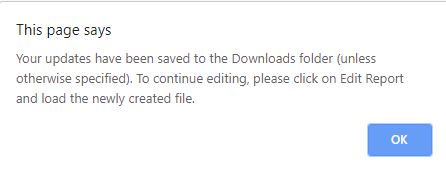 This page says
Your updates have been saved to the Downloads folder (unless
otherwise specified). To continue editing, please click on Edit Report
and load the newly created file.
OK